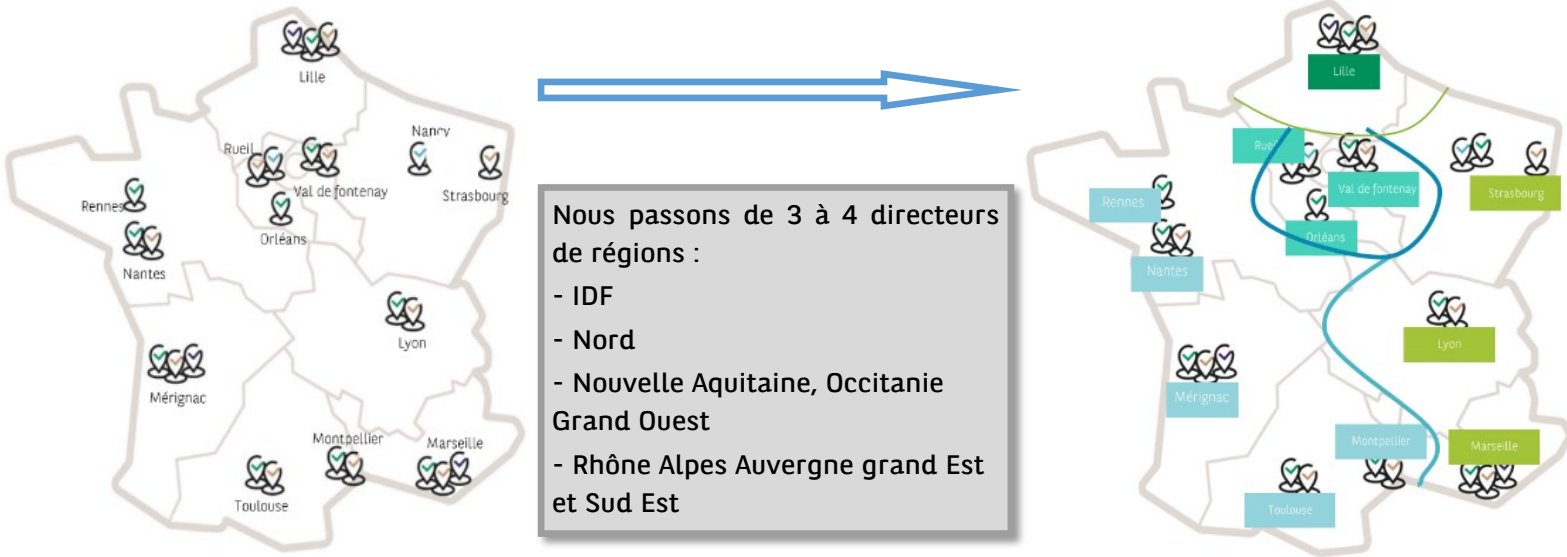 Lille
Nancy
Rueil
Val de fontenay
Strasbourg
Rennes
Orléans
Nantes
Lyon
Mérignac
Montpellier
Marseille
Toulouse
Nous passons de 3 à 4 directeurs
de régions :
- IDF
- Nord
- Nouvelle Aquitaine, Occitanie
Grand Ouest
- Rhône Alpes Auvergne grand Est
et Sud Est
Lille
Rueil
Val de fontenay
Strasbourg
Rennes
Orléans
Nantes
Lyon
Mérignac
Montpellier
Marseille
Toulouse